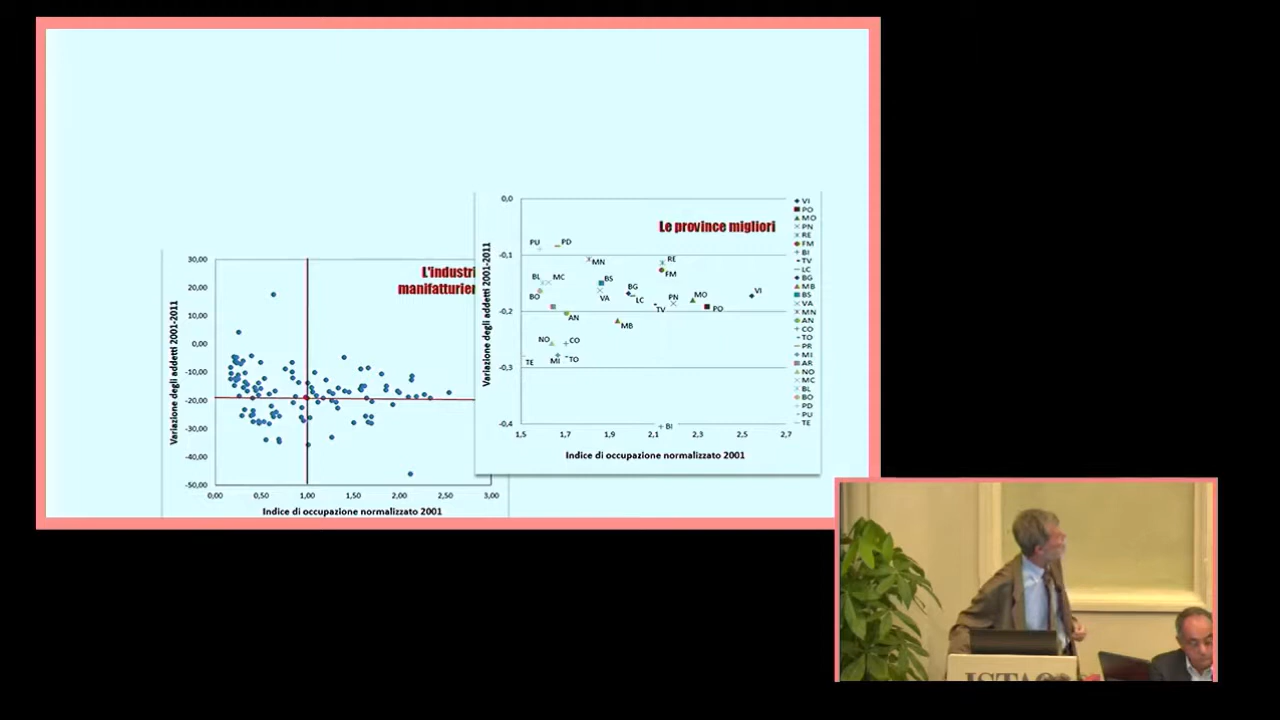 L'industri
manifatturier
30,00
20,00
10,00
0,00
-10,00
-20,00
-30,00
-40,00
-50,00
0,00 0,50 1,00 1,50 2,00 2,50 3,00
Variazione degli addetti 2001-2011
Indice di occupazione normalizzato 2001
Le province migliori
0,0
-0,1
-0,2
-0,3
-0,4
1,5 1,7 1,9 2,1 2,3 2,5 2,7
Variazione degli addetti 2001-2011
Indice di occupazione normalizzato 2001
PU PD
MN RE
FM
BL MC BS
BO VA BG
LC
TV PN MO VI
PO
AN MB
NO CO
TE MI TO
BI
VI
PO
MO
PN
RE
FM
BI
TV
LC
BG
MB
BS
VA
MN
AN
CO
TO
PR
MI
AR
NO
MC
BL
BO
PD
PU
TE